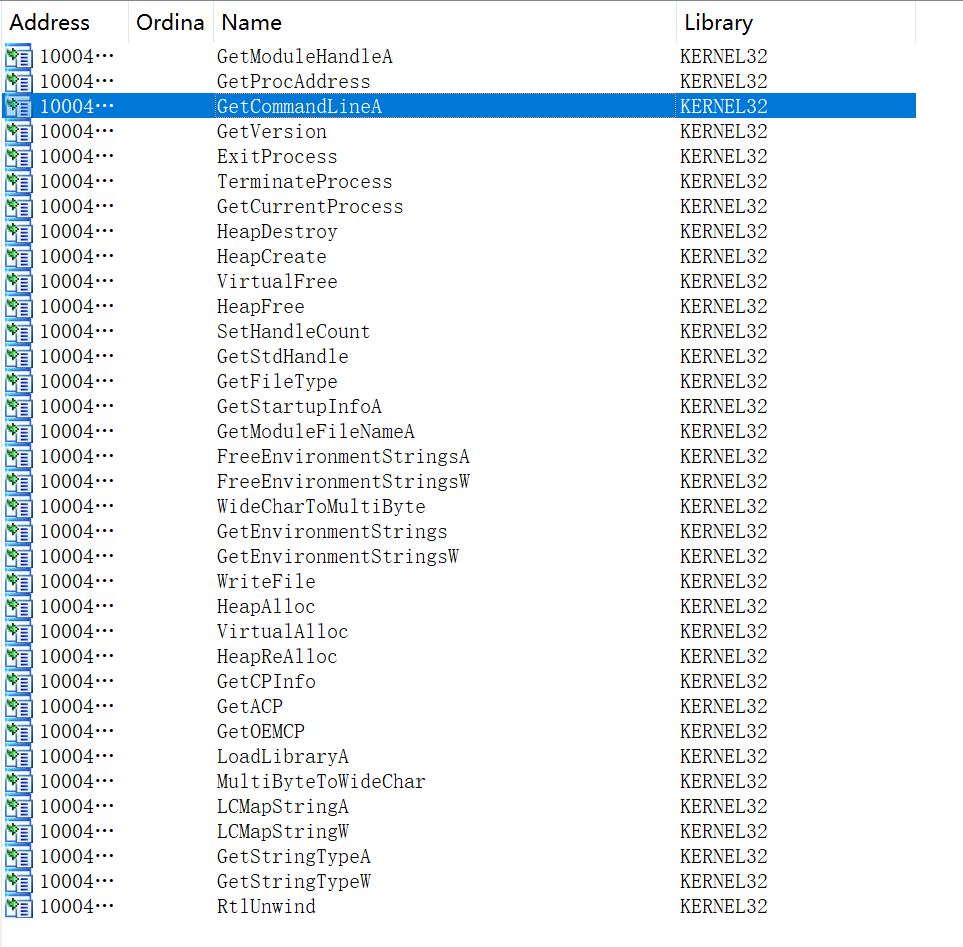 Address Ordina Name Library
10004… GetModuleHandleA KERNEL32
10004… GetProcAddress KERNEL32
10004… GetCommandLineA KERNEL32
10004… GetVersion KERNEL32
10004… ExitProcess KERNEL32
10004… TerminateProcess KERNEL32
10004… GetCurrentProcess KERNEL32
10004… HeapDestroy KERNEL32
10004… HeapCreate KERNEL32
10004… VirtualFree KERNEL32
10004… HeapFree KERNEL32
10004… SetHandleCount KERNEL32
10004… GetStdHandle KERNEL32
10004… GetFileType KERNEL32
10004… GetStartupInfoA KERNEL32
10004… GetModuleFileNameA KERNEL32
10004… FreeEnvironmentStringsA KERNEL32
10004… FreeEnvironmentStringsW KERNEL32
10004… WideCharToMultiByte KERNEL32
10004… GetEnvironmentStrings KERNEL32
10004… GetEnvironmentStringsW KERNEL32
10004… WriteFile KERNEL32
10004… HeapAlloc KERNEL32
10004… VirtualAlloc KERNEL32
10004… HeapReAlloc KERNEL32
10004… GetCPInfo KERNEL32
10004… GetACP KERNEL32
10004… GetOEMCP KERNEL32
10004… LoadLibraryA KERNEL32
10004… MultiByteToWideChar KERNEL32
10004… LCMapStringA KERNEL32
10004… LCMapStringW KERNEL32
10004… GetStringTypeA KERNEL32
10004… GetStringTypeW KERNEL32
10004… RtlUnwind KERNEL32